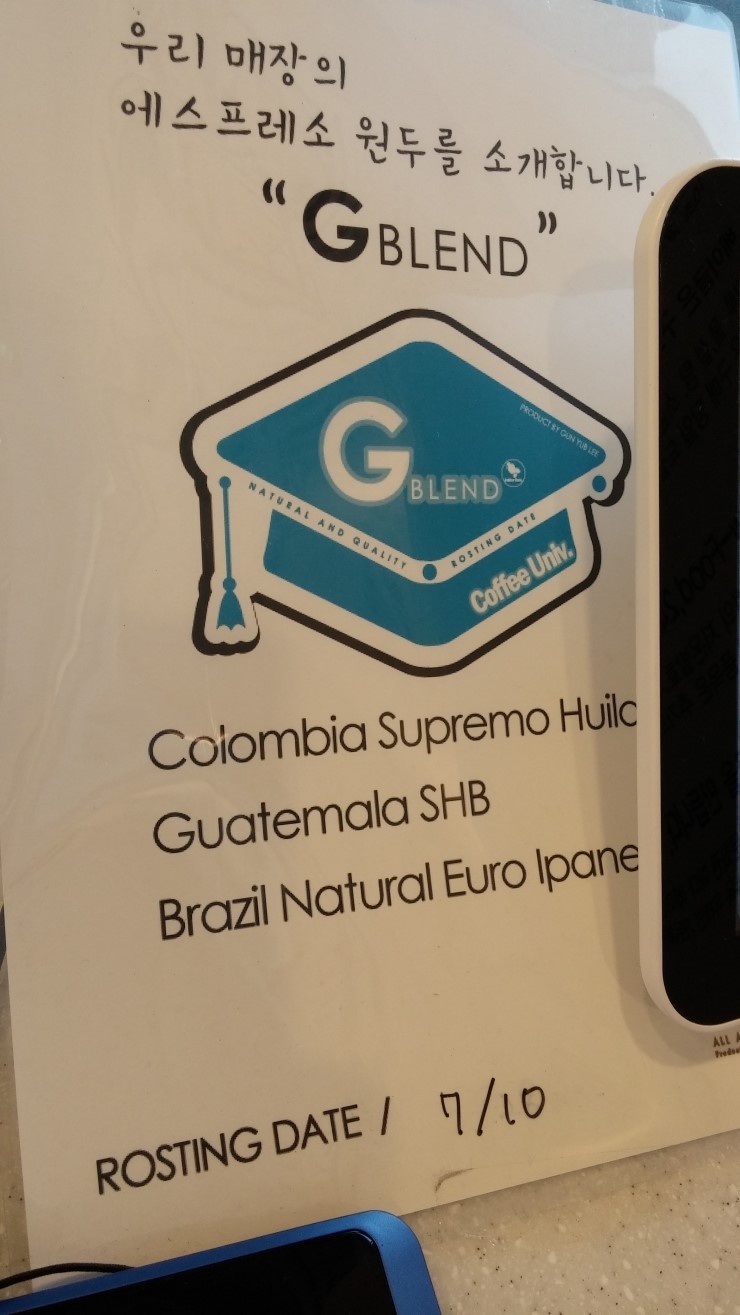 우리 매장의
에스프레소 원두를 소개합니다.
“GBLEND”
PRODUCT BY GUN YUB LEE
GBLEND
NATURAL AND QUALITY
ROSTING DATE
Coffee Univ.
Colombia Supremo Huila
Guatemala SHB
Brazil Natural Euro Ipane
ROSTING DATE / 7/10
ALL